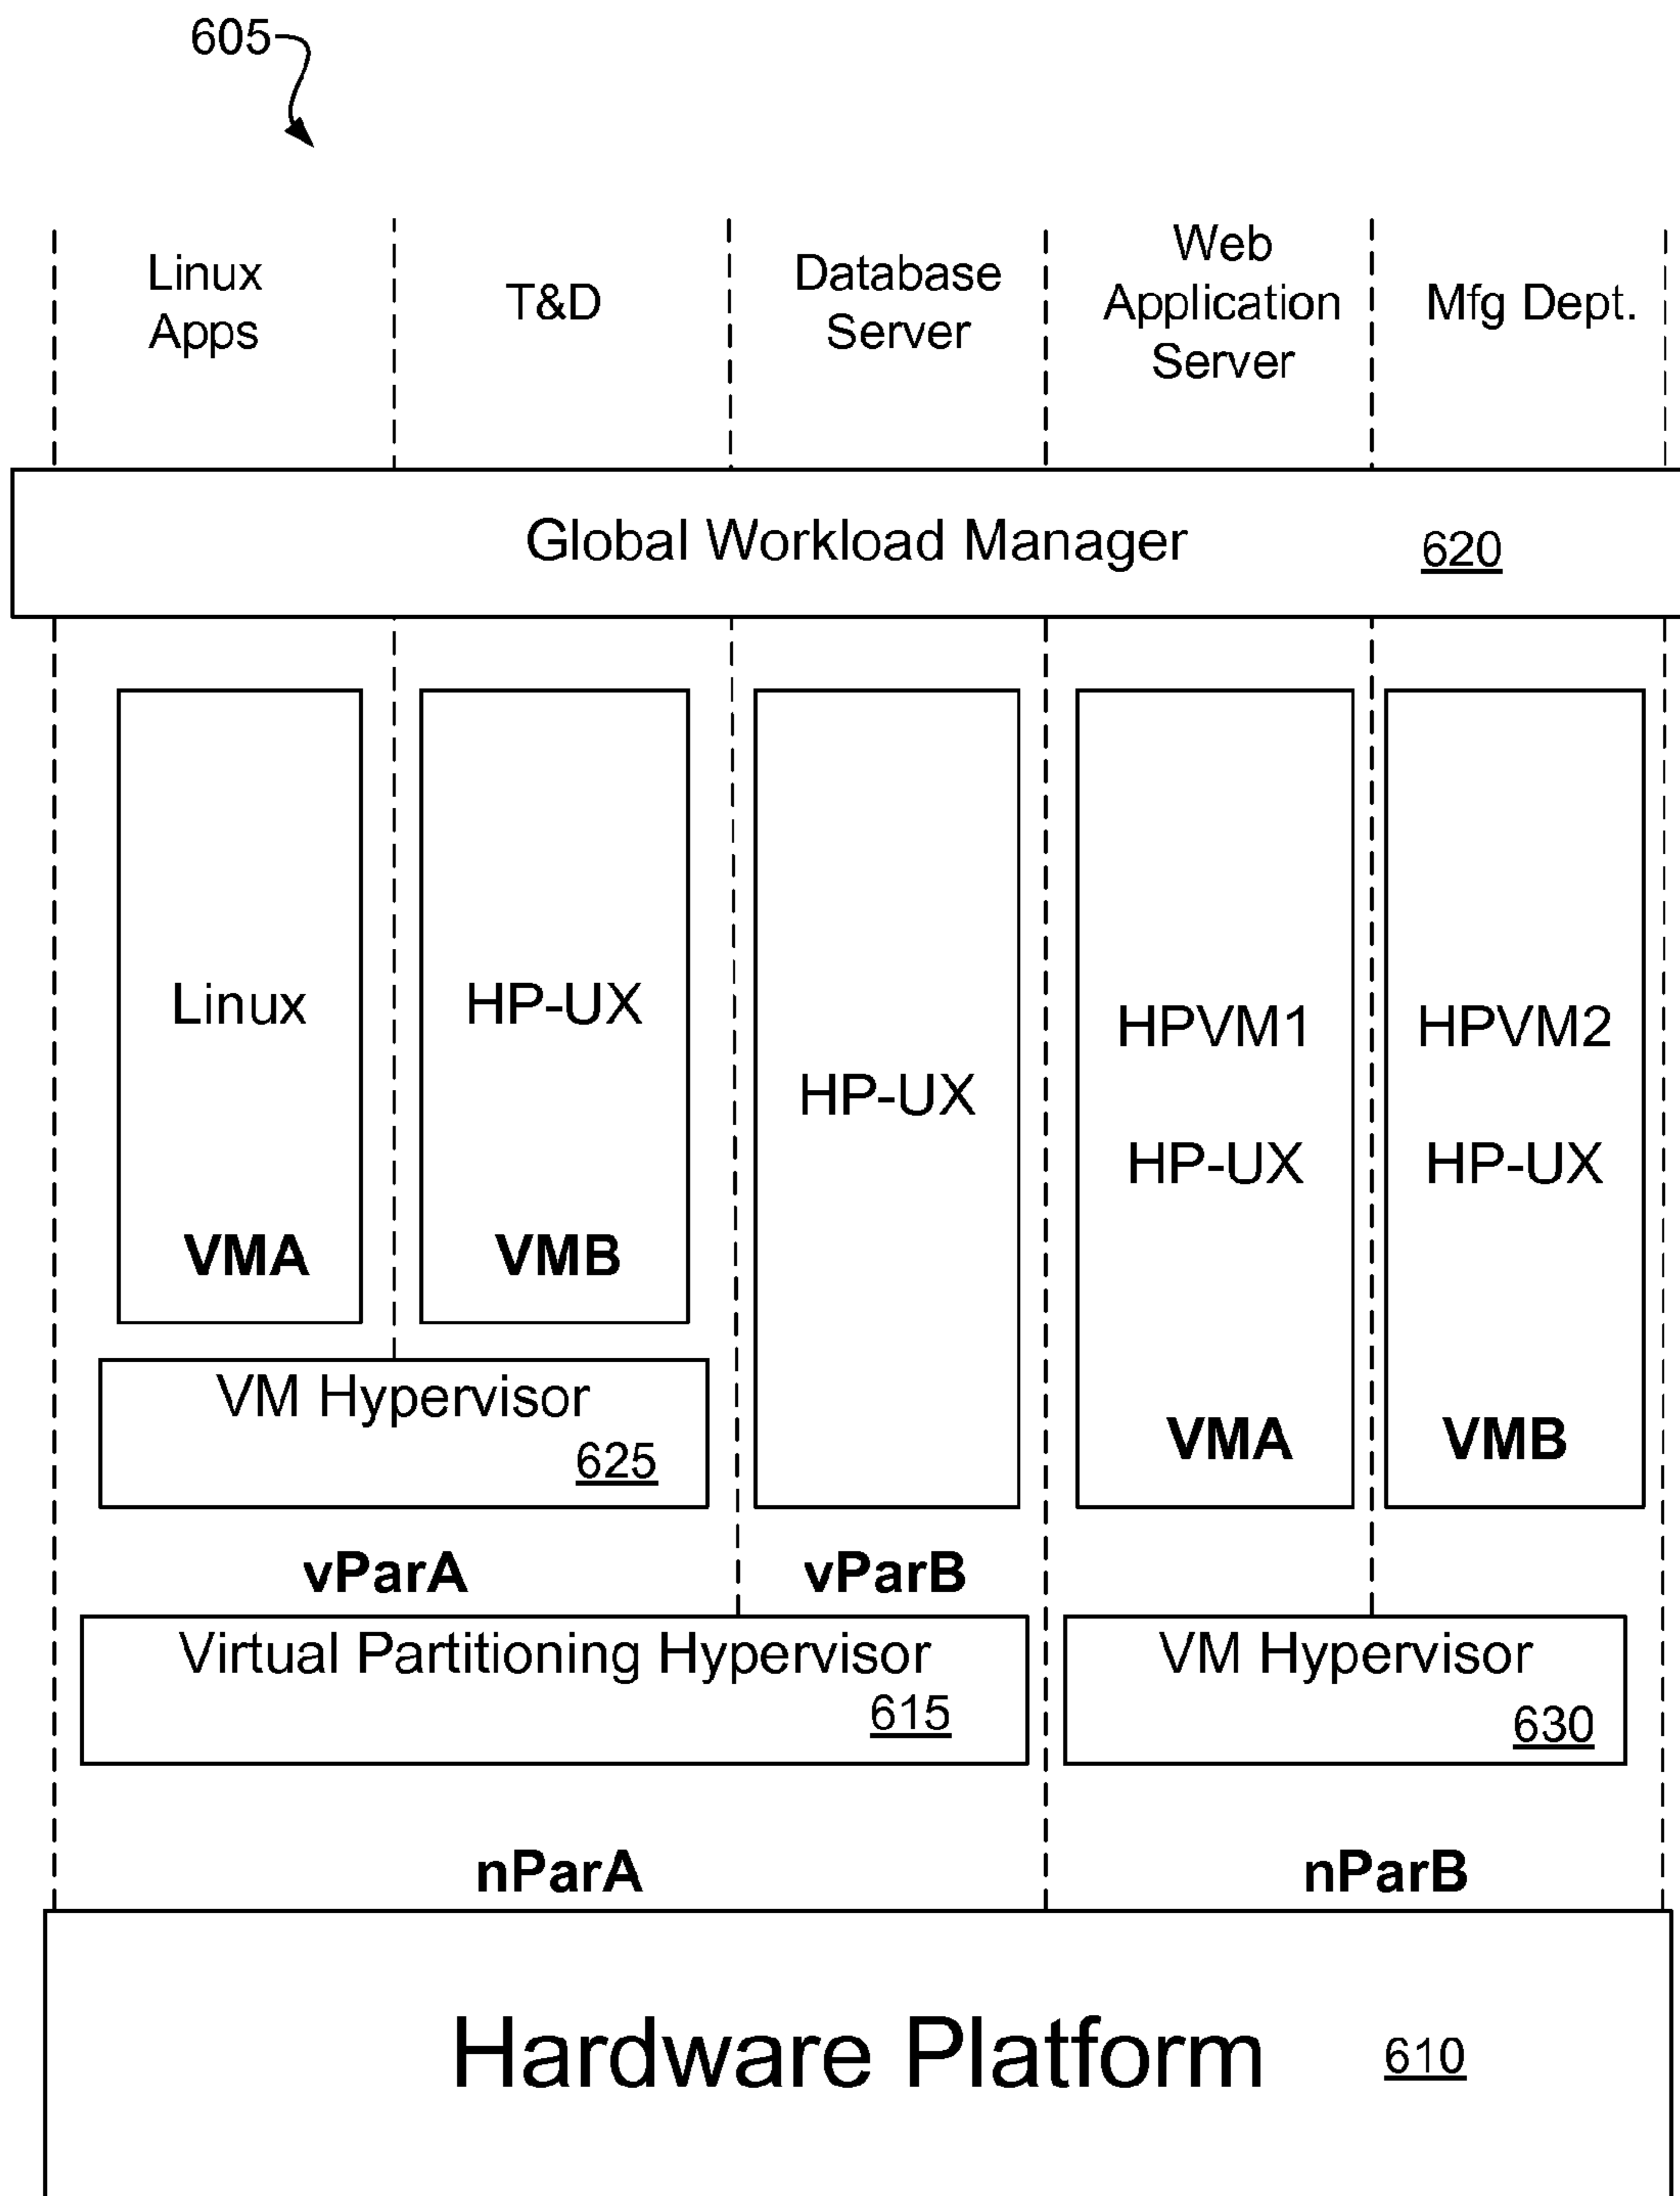 605
Linux
Apps
T&D
Database
Server
Web
Application
Server
Mfg Dept.
Global Workload Manager 620
Linux
VMA
HP-UX
VMB
HP-UX
HPVM1
HP-UX
VMA
HPVM2
HP-UX
VMB
VM Hypervisor
625
vParA
vParB
Virtual Partitioning Hypervisor
615
VM Hypervisor
630
nParA
nParB
Hardware Platform 610